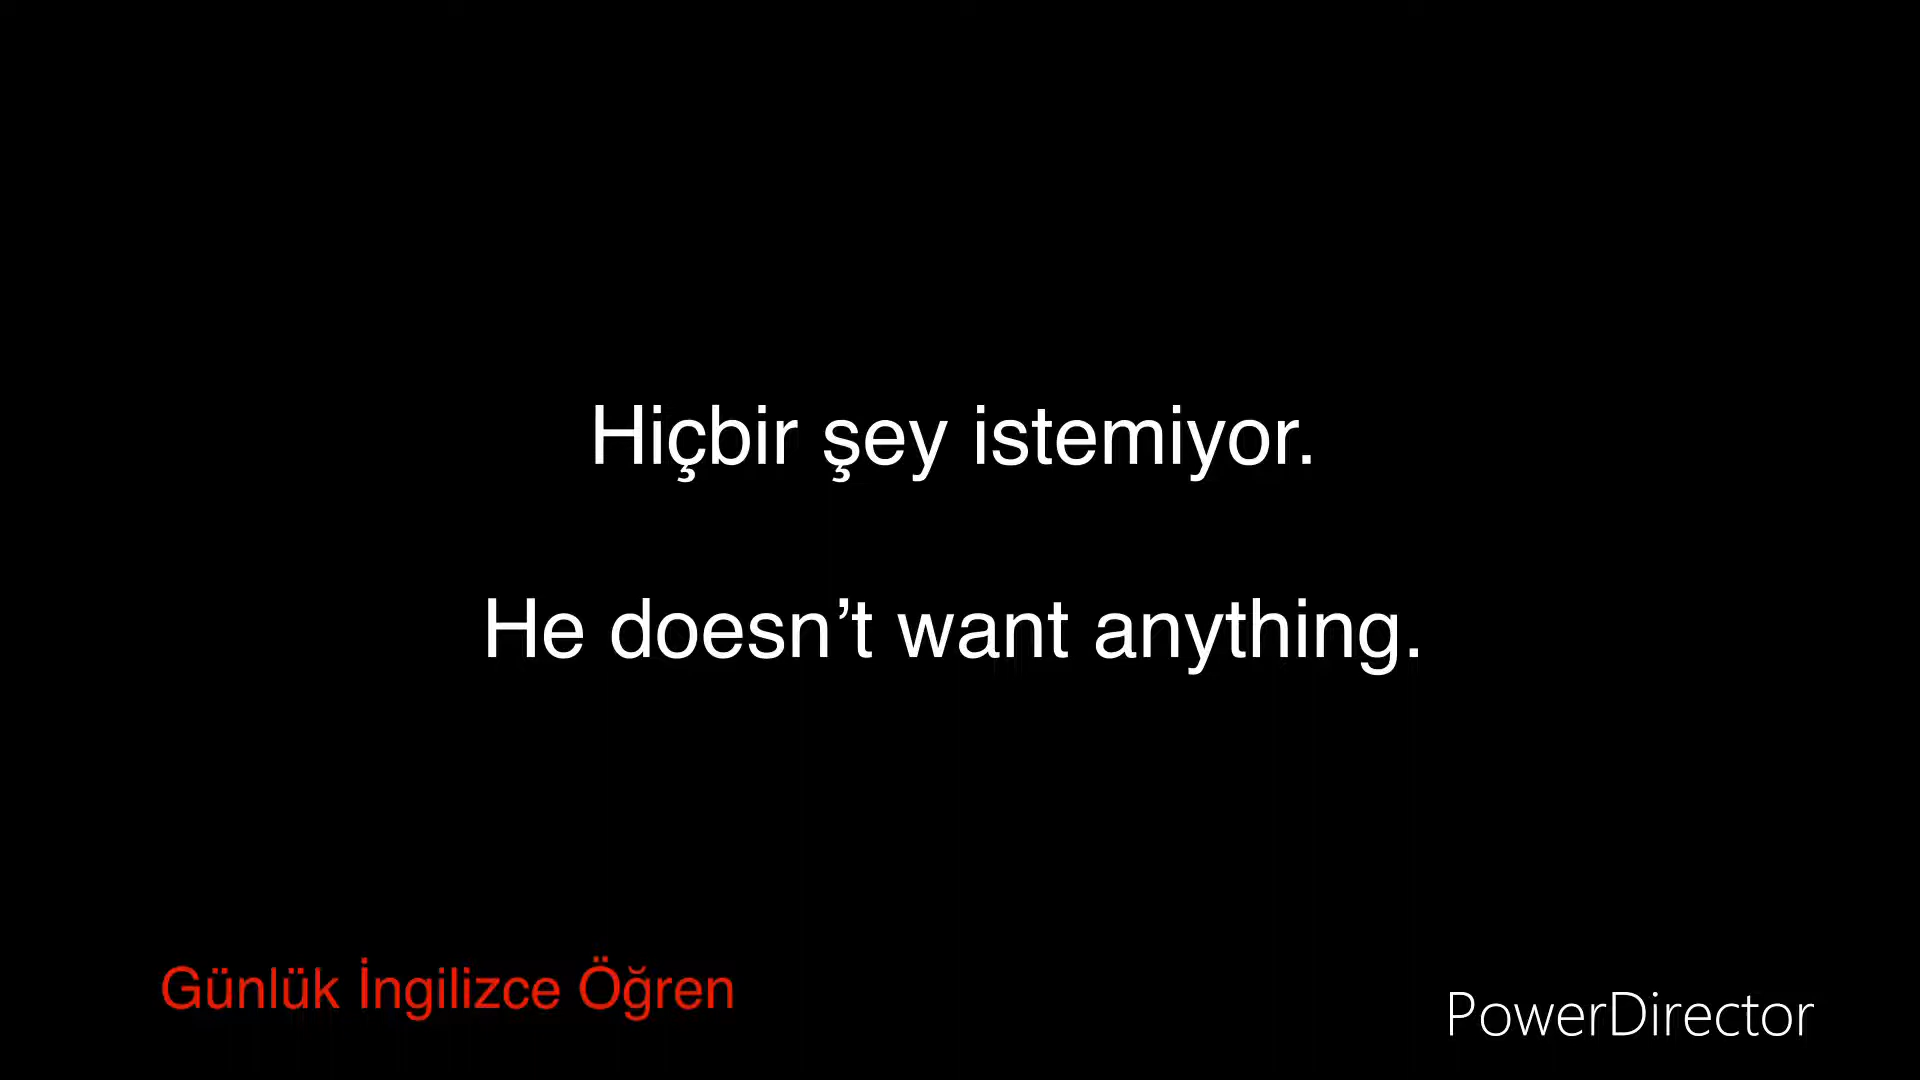 Hiçbir şey istemiyor.
He doesn’t want anything.
Günlük İngilizce Öğren
PowerDirector